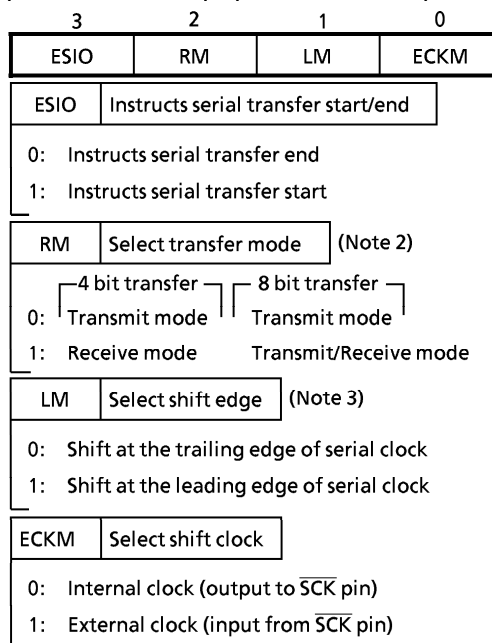 3 2 1 0
ESIO RM LM ECKM
ESIO Instructs serial transfer start/end
0: Instructs serial transfer end
1: Instructs serial transfer start
RM Select transfer mode (Note 2)
4 bit transfer 8 bit transfer
0: Transmit mode Transmit mode
1: Receive mode Transmit/Receive mode
LM Select shift edge (Note 3)
0: Shift at the trailing edge of serial clock
1: Shift at the leading edge of serial clock
ECKM Select shift clock
0: Internal clock (output to S̅C̅K̅ pin)
1: External clock (input from S̅C̅K̅ pin)